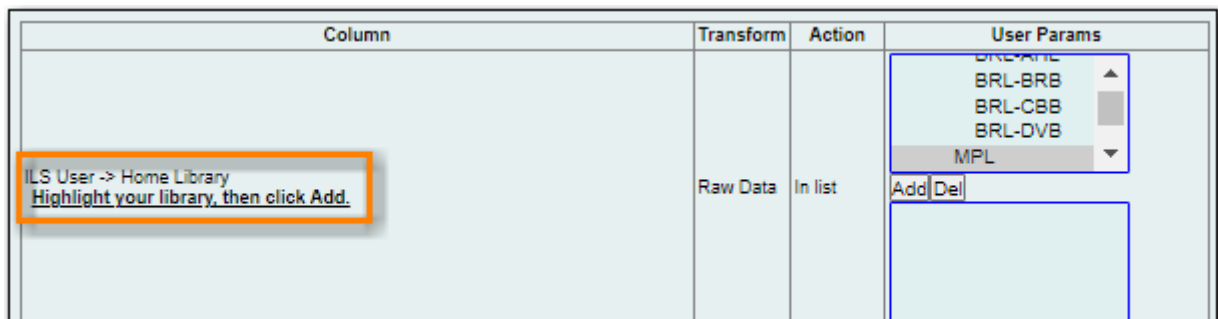 Column Transform Action User Params
BRL-BRB
BRL-CBB
BRL-DVB
MPL
ILS User -> Home Library
Highlight your library, then click Add.
Raw Data In list
Add Del